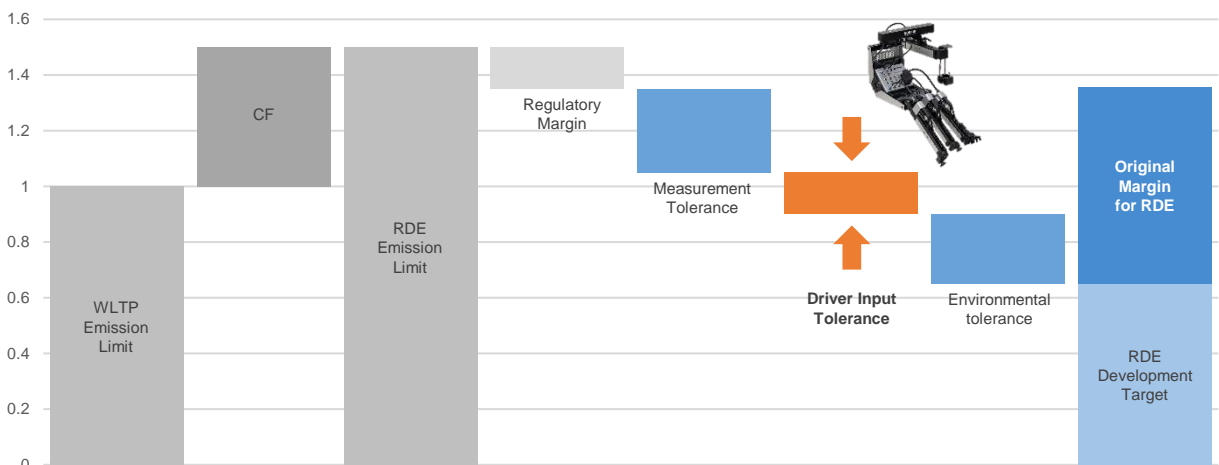 1.6
1.4
1.2
1
0.8
0.6
0.4
0.2
0
WLTP
Emission
Limit
CF
RDE
Emission
Limit
Regulatory
Margin
Measurement
Tolerance
Driver Input
Tolerance
Environmental
tolerance
Original
Margin
for RDE
RDE
Development
Target